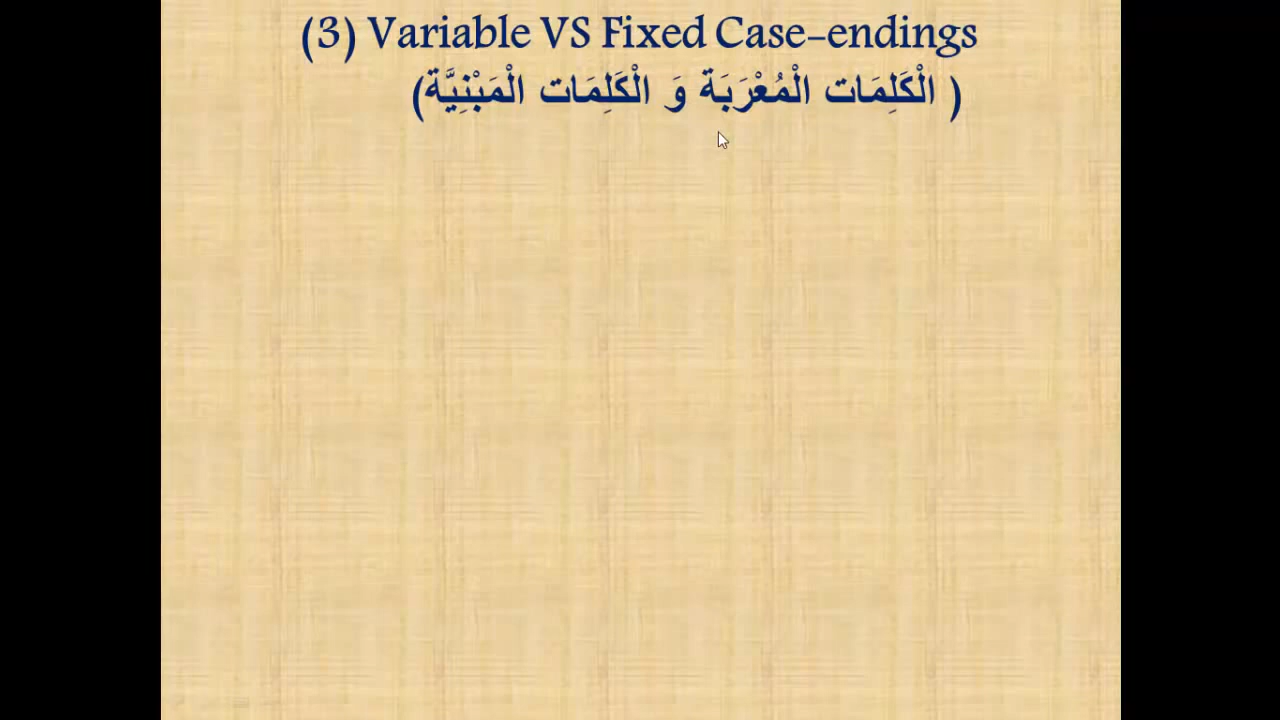 (3) Variable VS Fixed Case-endings
( الْكَلِمَات الْمُعْرَبَة وَ الْكَلِمَات الْمَبْنِيَّة)